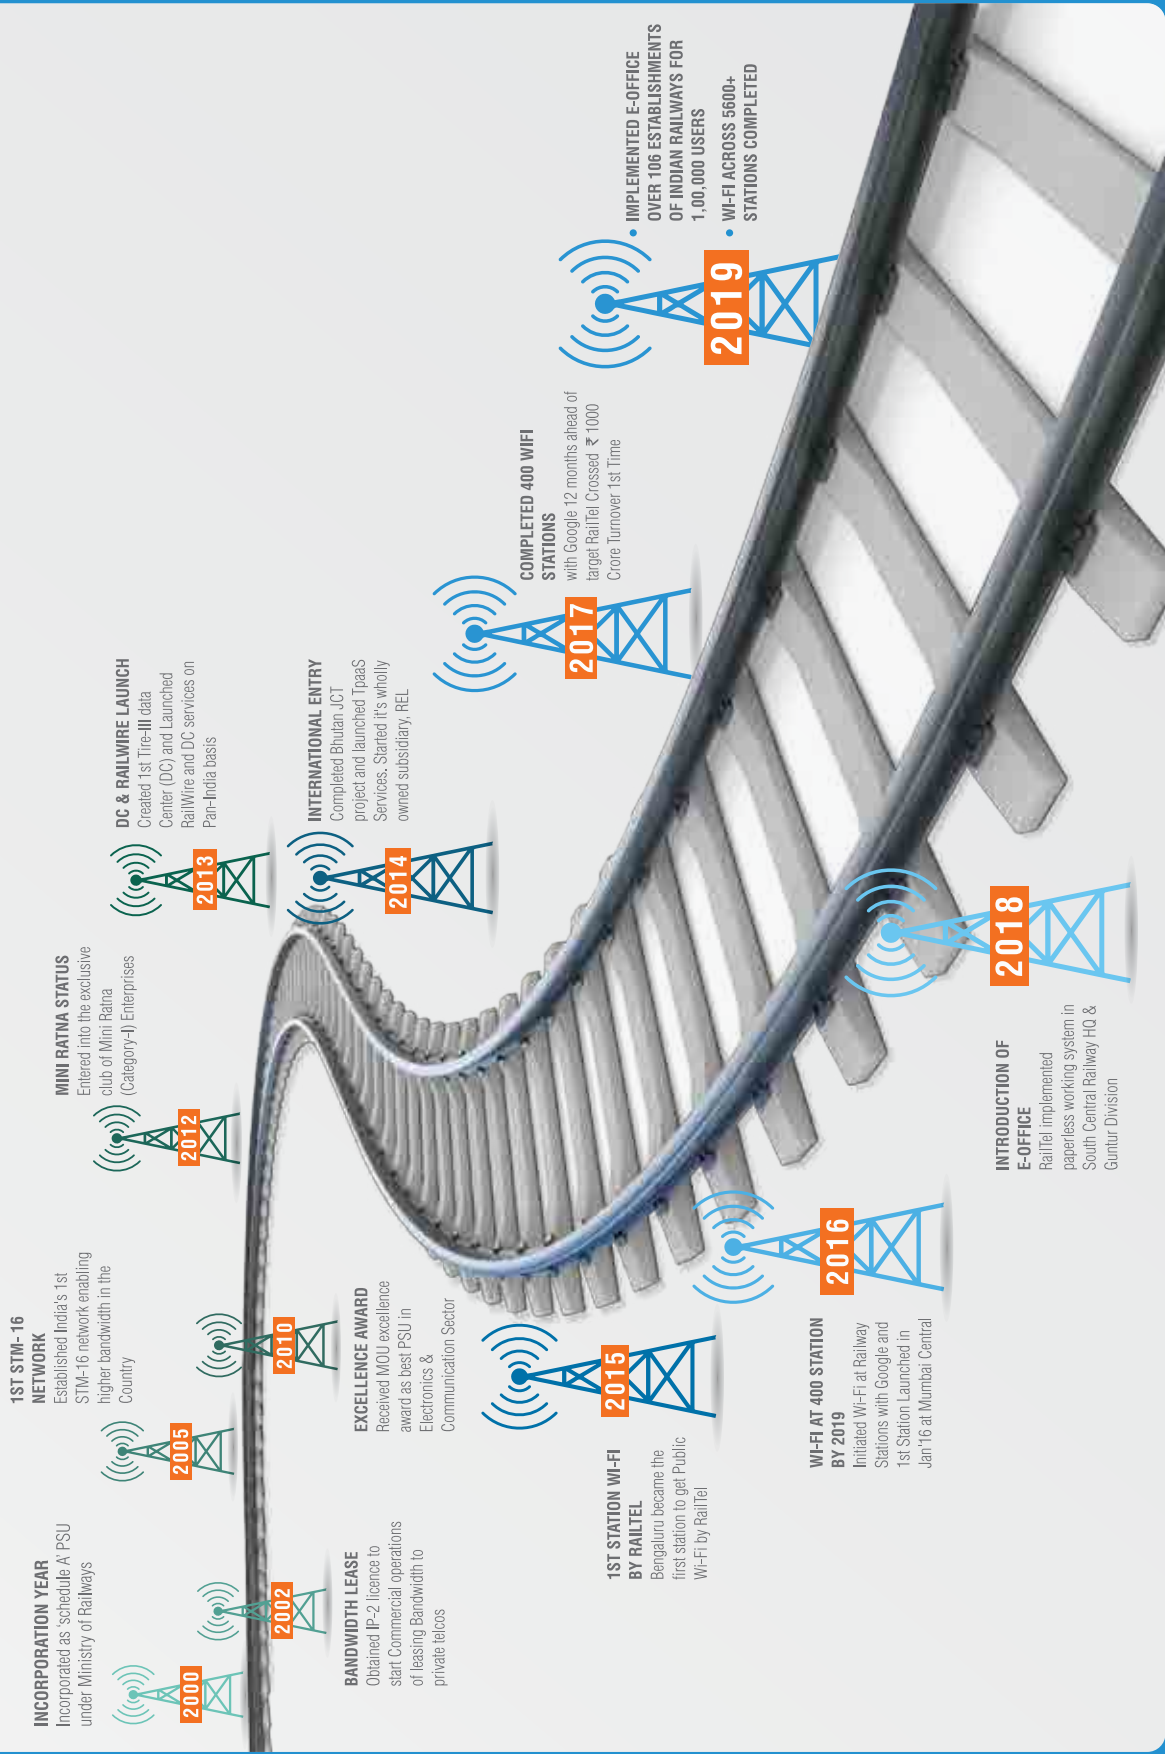 INCORPORATION YEAR
Incorporated as 'schedule A' PSU
under Ministry of Railways
2000
2002
BANDWIDTH LEASE
Obtained IP-2 licence to
start Commercial operations
of leasing Bandwidth to
private telcos
1ST STM- 16
NETWORK
Established India's 1st
STM-16 network enabling
higher bandwidth in the
Country
2005
2010
EXCELLENCE AWARD
Received MOU excellence
award as best PSU in
Electronics &
Communication Sector
MINI RATNA STATUS
Entered into the exclusive
club of Mini Ratna
(Category-I) Enterprises
2012
DC & RAILWIRE LAUNCH
Created 1st Tire-III data
Center (DC) and Launched
RailWire and DC services on
Pan-India basis
2013
INTERNATIONAL ENTRY
Completed Bhutan JCT
project and launched TpaaS
Services. Started it's wholly
owned subsidiary, REL
2014
2015
1ST STATION WI-FI
BY RAILTEL
Bengaluru became the
first station to get Public
Wi-Fi by RailTel
2016
WI-FI AT 400 STATION
BY 2019
Initiated Wi-Fi at Railway
Stations with Google and
1st Station Launched in
Jan'16 at Mumbai Central
COMPLETED 400 WIFI
STATIONS
with Google 12 months ahead of
target RailTel Crossed ₹ 1000
Crore Turnover 1st Time
2017
2018
INTRODUCTION OF
E-OFFICE
RailTel implemented
paperless working system in
South Central Railway HQ &
Guntur Division
2019
• IMPLEMENTED E-OFFICE
OVER 106 ESTABLISHMENTS
OF INDIAN RAILWAYS FOR
1,00,000 USERS
• WI-FI ACROSS 5600+
STATIONS COMPLETED